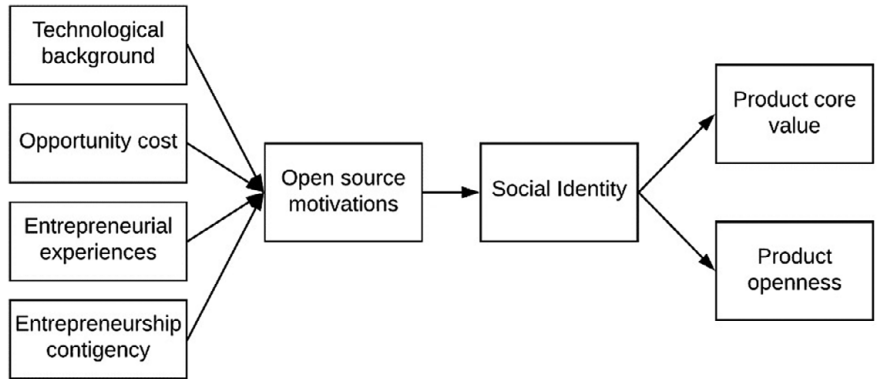 Technological
background
Opportunity cost
Entrepreneurial
experiences
Entrepreneurship
contigency
Open source
motivations
Social Identity
Product core
value
Product
openness